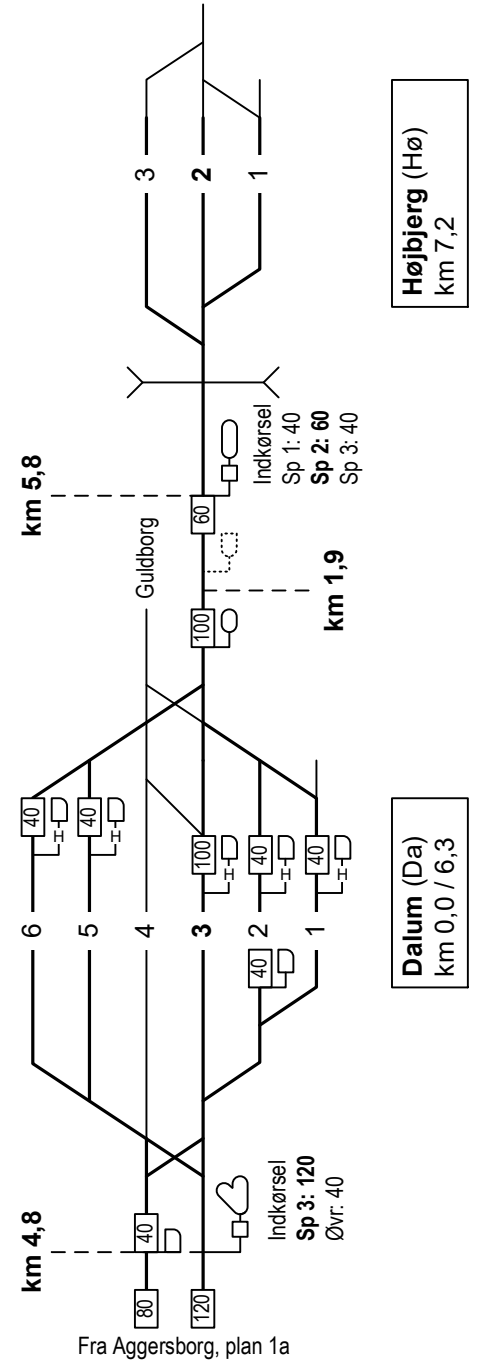 km 4,8
km 5,8
Fra Aggersborg, plan 1a
80
120
40
Indkørsel
Sp 3: 120
Øvr: 40
6
5
4
3
2
1
40
40
40
100
40
40
Guldborg
100
km 1,9
60
Indkørsel
Sp 1: 40
Sp 2: 60
Sp 3: 40
3
2
1
H
H
H
H
H
Dalum (Da)
km 0,0 / 6,3
Højbjerg (Hø)
km 7,2